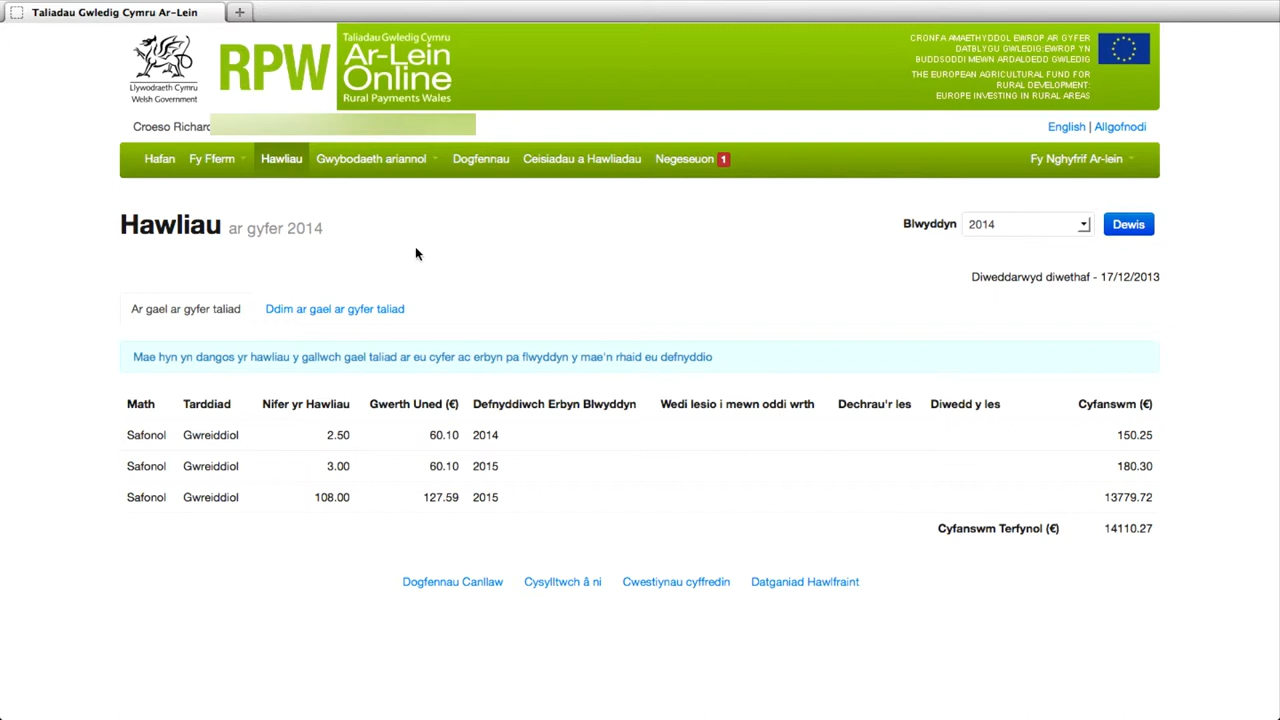 Taliadau Gwledig Cymru Ar-Lein
Llywodraeth Cymru
Welsh Government
RPW
Taliadau Gwledig Cymru
Ar-Lein
Online
Rural Payments Wales
CRONFA AMAETHYDDOL EWROP AR GYFER
DATBLYGU GWLEDIG:EWROP YN
BUDDSODDI MEWN ARDALOEDD GWLEDIG
THE EUROPEAN AGRICULTURAL FUND FOR
RURAL DEVELOPMENT:
EUROPE INVESTING IN RURAL AREAS
Croeso Richard
English | Allgofnodi
Hafan Fy Fferm Hawliau Gwybodaeth ariannol Dogfennau Ceisiadau a Hawliadau Negeseuon 1 Fy Nghyfrif Ar-lein
Hawliau ar gyfer 2014
Blwyddyn 2014 Dewis
Diweddarwyd diwethaf - 17/12/2013
Ar gael ar gyfer taliad Ddim ar gael ar gyfer taliad
Mae hyn yn dangos yr hawliau y gallwch gael taliad ar eu cyfer ac erbyn pa flwyddyn y mae'n rhaid eu defnyddio
Math Tarddiad Nifer yr Hawliau Gwerth Uned (€) Defnyddiwch Erbyn Blwyddyn Wedi lesio i mewn oddi wrth Dechrau'r les Diwedd y les Cyfanswm (€)
Safonol Gwreiddiol 2.50 60.10 2014 150.25
Safonol Gwreiddiol 3.00 60.10 2015 180.30
Safonol Gwreiddiol 108.00 127.59 2015 13779.72
Cyfanswm Terfynol (€) 14110.27
Dogfennau Canllaw Cysylltwch â ni Cwestiynau cyffredin Datganiad Hawlfraint